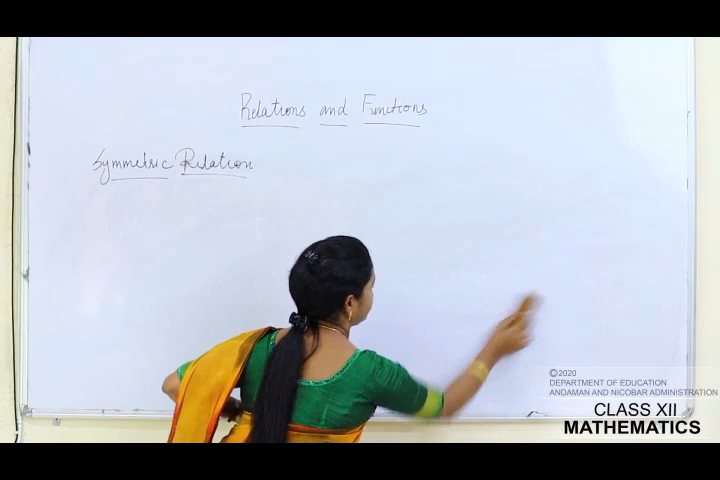 Relations and Functions
Symmetric Relation
©2020
DEPARTMENT OF EDUCATION
ANDAMAN AND NICOBAR ADMINISTRATION
CLASS XII
MATHEMATICS